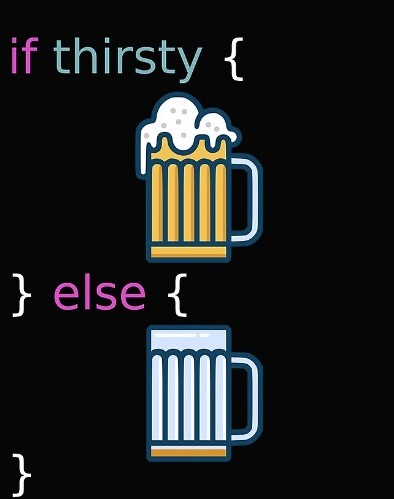 if thirsty {
} else {
}